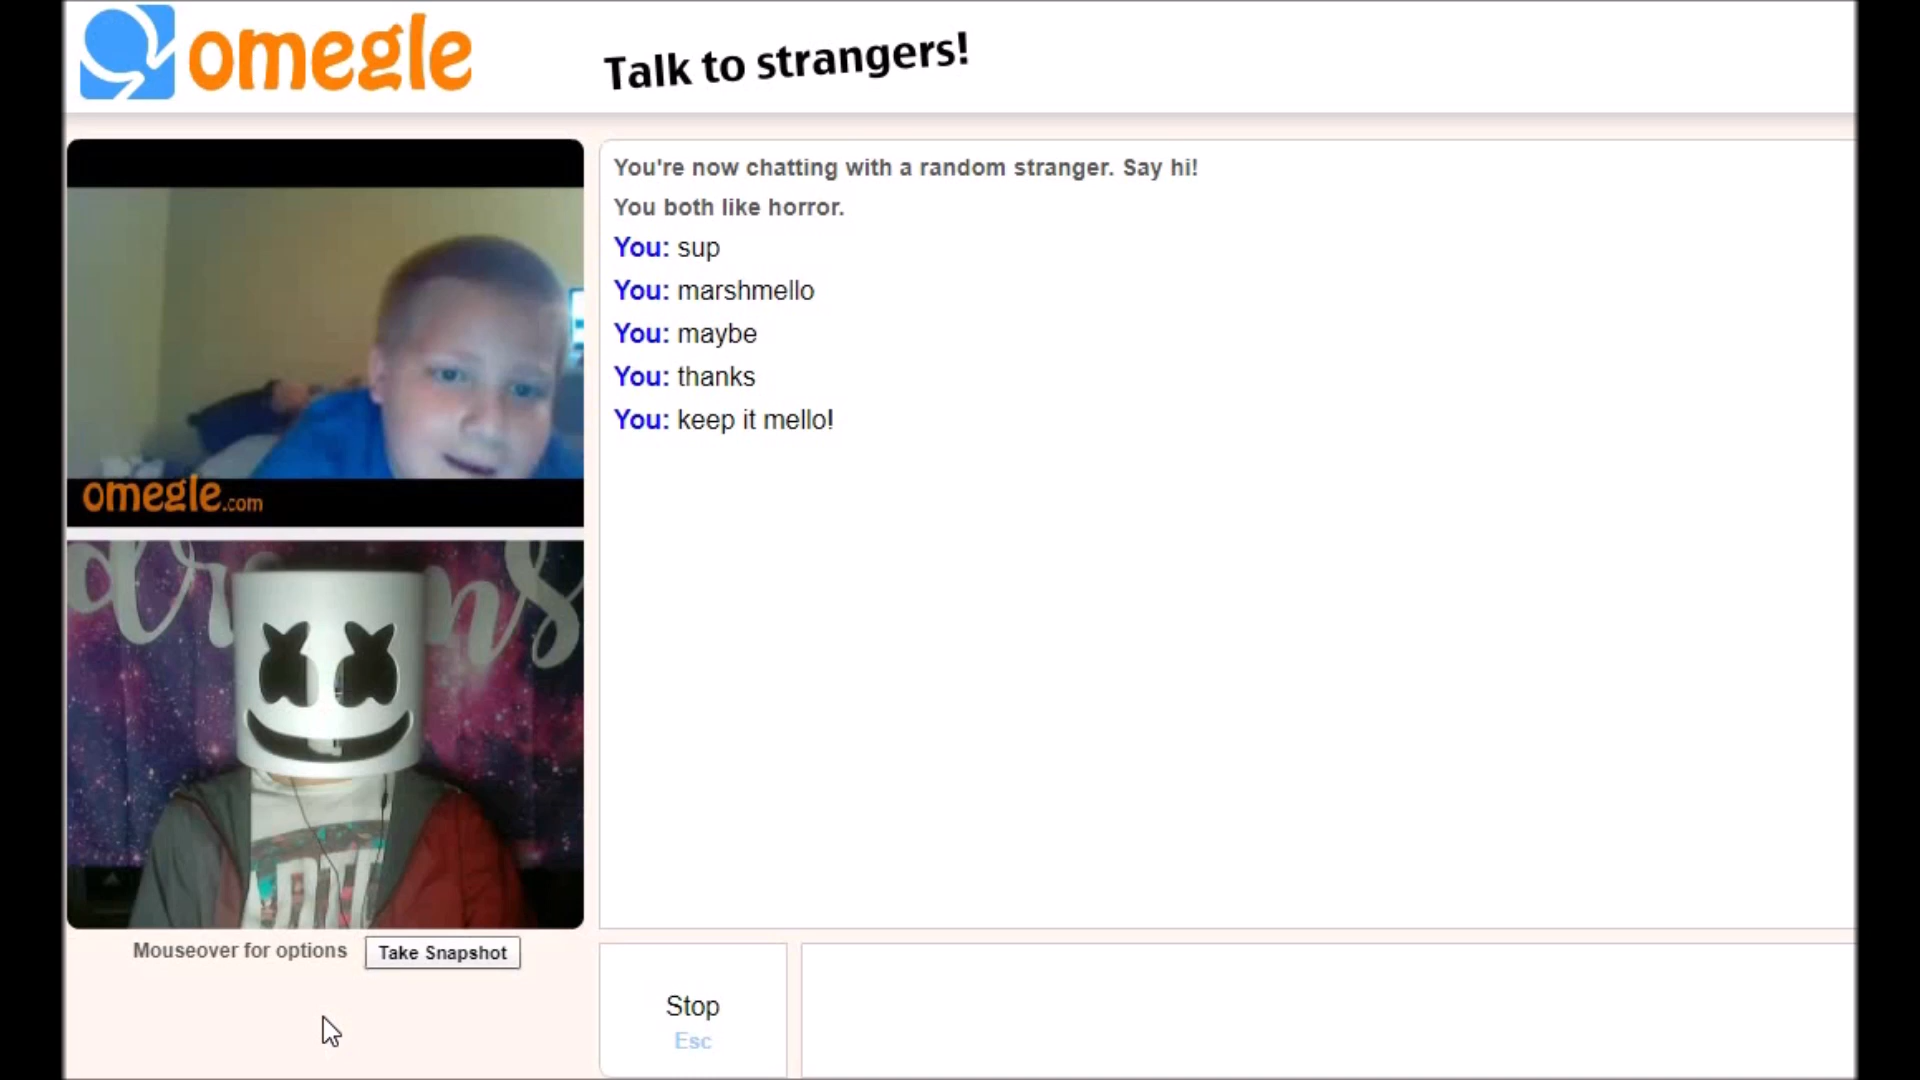 omegle
Talk to strangers!
You're now chatting with a random stranger. Say hi!
You both like horror.
You: sup
You: marshmello
You: maybe
You: thanks
You: keep it mello!
omegle.com
Mouseover for options
Take Snapshot
Stop
Esc